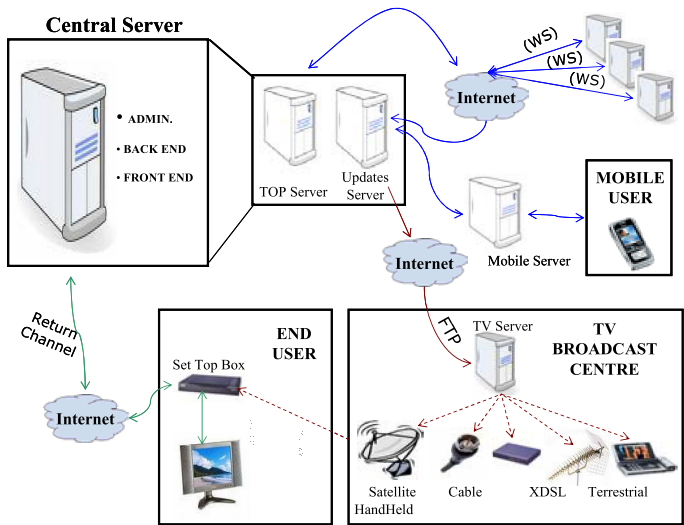 Central Server
• ADMIN.
• BACK END
• FRONT END
TOP Server
Updates
Server
Internet
(WS)
(WS)
(WS)
MOBILE
USER
Mobile Server
Internet
FTP
Return
Channel
Internet
END
USER
Set Top Box
TV Server
TV
BROADCAST
CENTRE
Satellite
Cable
XDSL
Terrestrial
HandHeld